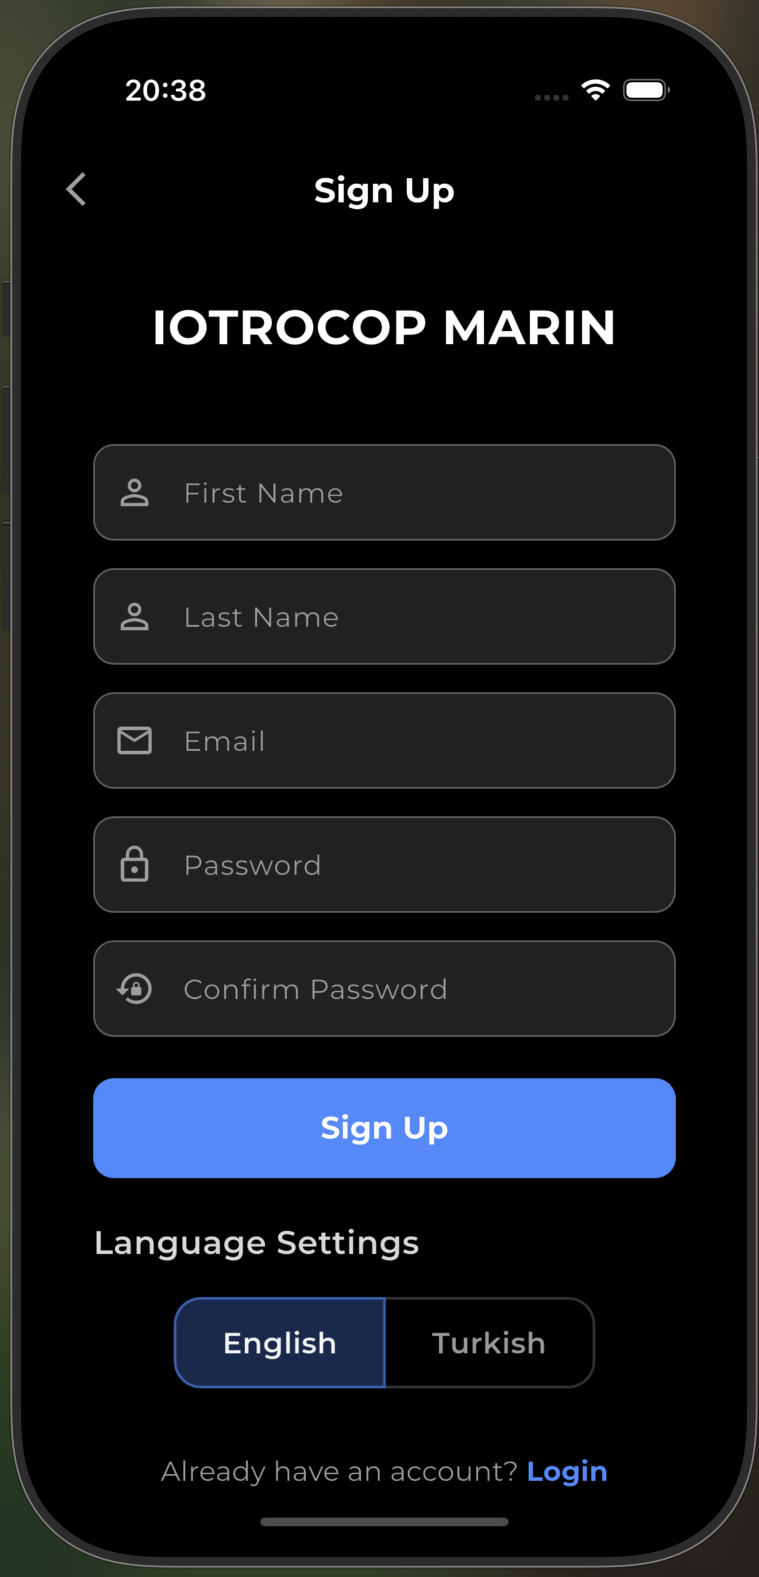 20:38
Sign Up
IOTROCOP MARIN
First Name
Last Name
Email
Password
Confirm Password
Sign Up
Language Settings
English
Turkish
Already have an account? Login